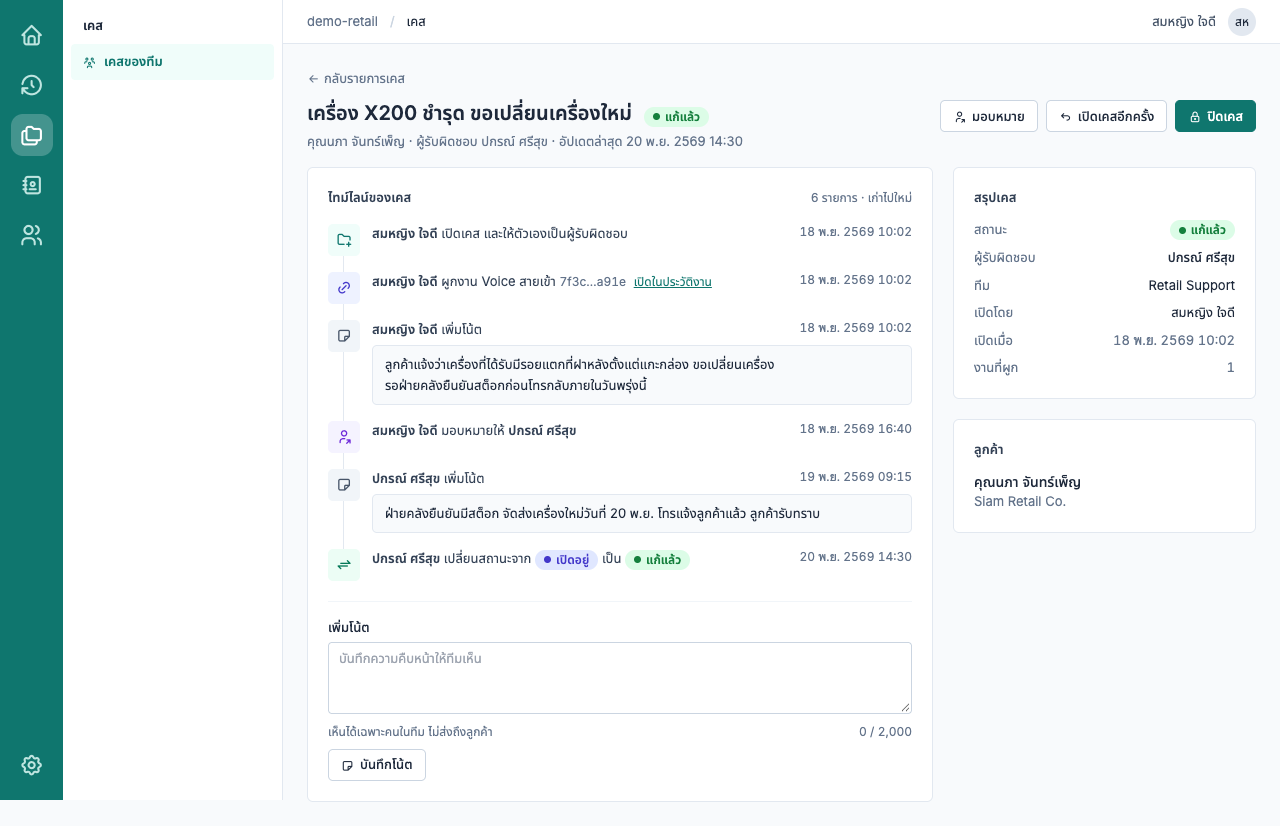 เคส
เคสของทีม
demo-retail / เคส
สมหญิง ใจดี สห
← กลับรายการเคส
เครื่อง X200 ชำรุด ขอเปลี่ยนเครื่องใหม่ แก้แล้ว
คุณนภา จันทร์เพ็ญ · ผู้รับผิดชอบ ปกรณ์ ศรีสุข · อัปเดตล่าสุด 20 พ.ย. 2569 14:30
มอบหมาย
เปิดเคสอีกครั้ง
ปิดเคส
ไทม์ไลน์ของเคส 6 รายการ · เก่าไปใหม่
สมหญิง ใจดี เปิดเคส และให้ตัวเองเป็นผู้รับผิดชอบ 18 พ.ย. 2569 10:02
สมหญิง ใจดี ผูกงาน Voice สายเข้า 7f3c…a91e เปิดในประวัติงาน 18 พ.ย. 2569 10:02
สมหญิง ใจดี เพิ่มโน้ต 18 พ.ย. 2569 10:02
ลูกค้าแจ้งว่าเครื่องที่ได้รับมีรอยแตกที่ฝาหลังตั้งแต่แกะกล่อง ขอเปลี่ยนเครื่อง
รอฝ่ายคลังยืนยันสต็อกก่อนโทรกลับภายในวันพรุ่งนี้
สมหญิง ใจดี มอบหมายให้ ปกรณ์ ศรีสุข 18 พ.ย. 2569 16:40
ปกรณ์ ศรีสุข เพิ่มโน้ต 19 พ.ย. 2569 09:15
ฝ่ายคลังยืนยันมีสต็อก จัดส่งเครื่องใหม่วันที่ 20 พ.ย. โทรแจ้งลูกค้าแล้ว ลูกค้ารับทราบ
ปกรณ์ ศรีสุข เปลี่ยนสถานะจาก เปิดอยู่ เป็น แก้แล้ว 20 พ.ย. 2569 14:30
เพิ่มโน้ต
บันทึกความคืบหน้าให้ทีมเห็น
เห็นได้เฉพาะคนในทีม ไม่ส่งถึงลูกค้า 0 / 2,000
บันทึกโน้ต
สรุปเคส
สถานะ แก้แล้ว
ผู้รับผิดชอบ ปกรณ์ ศรีสุข
ทีม Retail Support
เปิดโดย สมหญิง ใจดี
เปิดเมื่อ 18 พ.ย. 2569 10:02
งานที่ผูก 1
ลูกค้า
คุณนภา จันทร์เพ็ญ
Siam Retail Co.